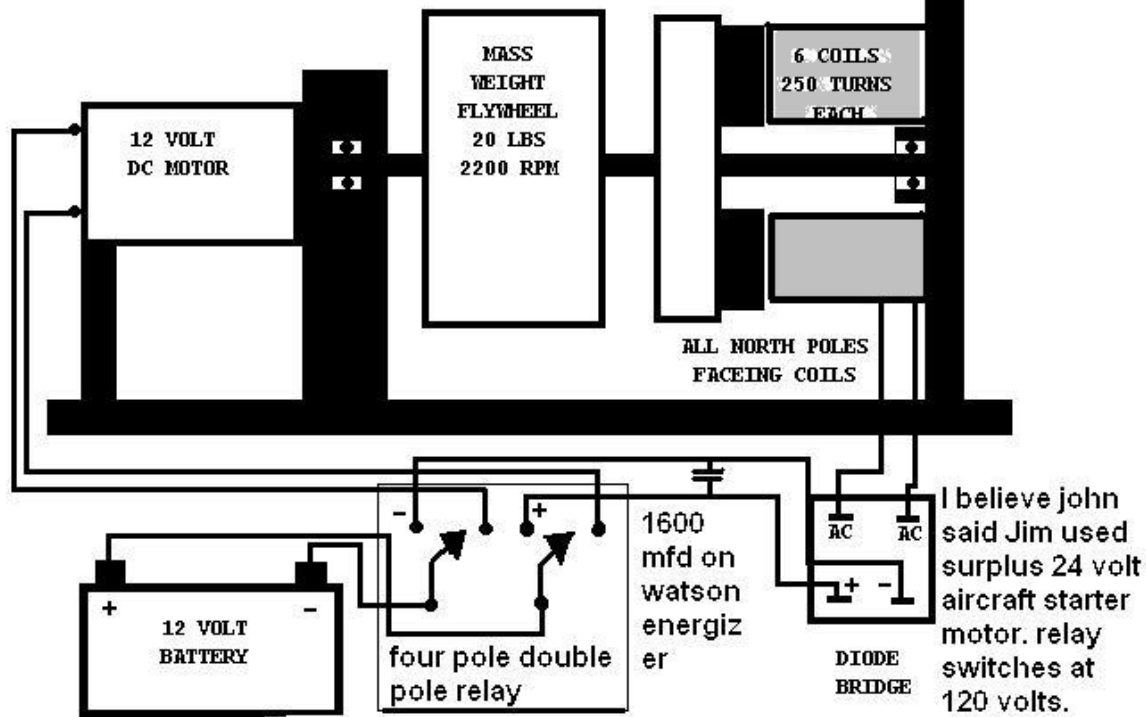 MASS
WEIGHT
FLYWHEEL
20 LBS
2200 RPM
6 COILS
250 TURNS
EACH
12 VOLT
DC MOTOR
ALL NORTH POLES
FACEING COILS
-
+
1600
mfd on
watson
energiz
er
AC
AC
+
-
I believe john
said Jim used
surplus 24 volt
aircraft starter
motor. relay
switches at
120 volts.
+
-
12 VOLT
BATTERY
four pole double
pole relay
DIODE
BRIDGE